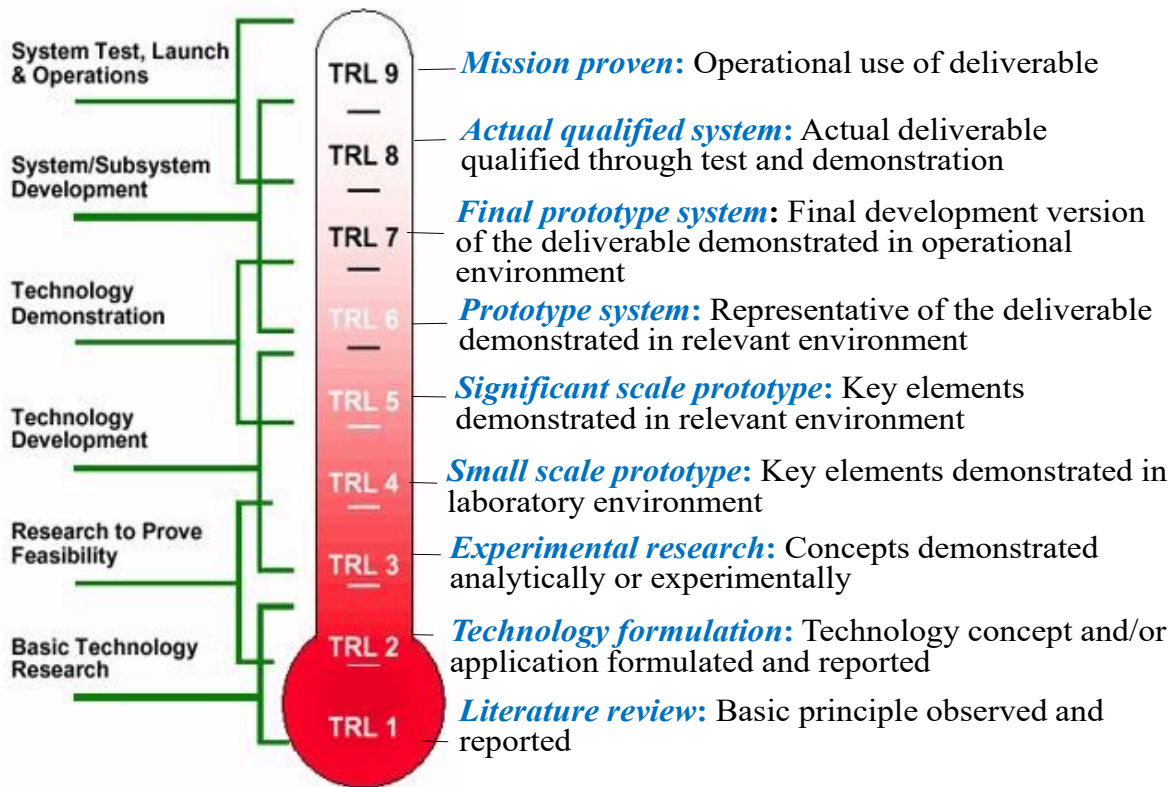 System Test, Launch
& Operations
System/Subsystem
Development
Technology
Demonstration
Technology
Development
Research to Prove
Feasibility
Basic Technology
Research
TRL 9
TRL 8
TRL 7
TRL 6
TRL 5
TRL 4
TRL 3
TRL 2
TRL 1
Mission proven: Operational use of deliverable
Actual qualified system: Actual deliverable
qualified through test and demonstration
Final prototype system: Final development version
of the deliverable demonstrated in operational
environment
Prototype system: Representative of the deliverable
demonstrated in relevant environment
Significant scale prototype: Key elements
demonstrated in relevant environment
Small scale prototype: Key elements demonstrated in
laboratory environment
Experimental research: Concepts demonstrated
analytically or experimentally
Technology formulation: Technology concept and/or
application formulated and reported
Literature review: Basic principle observed and
reported